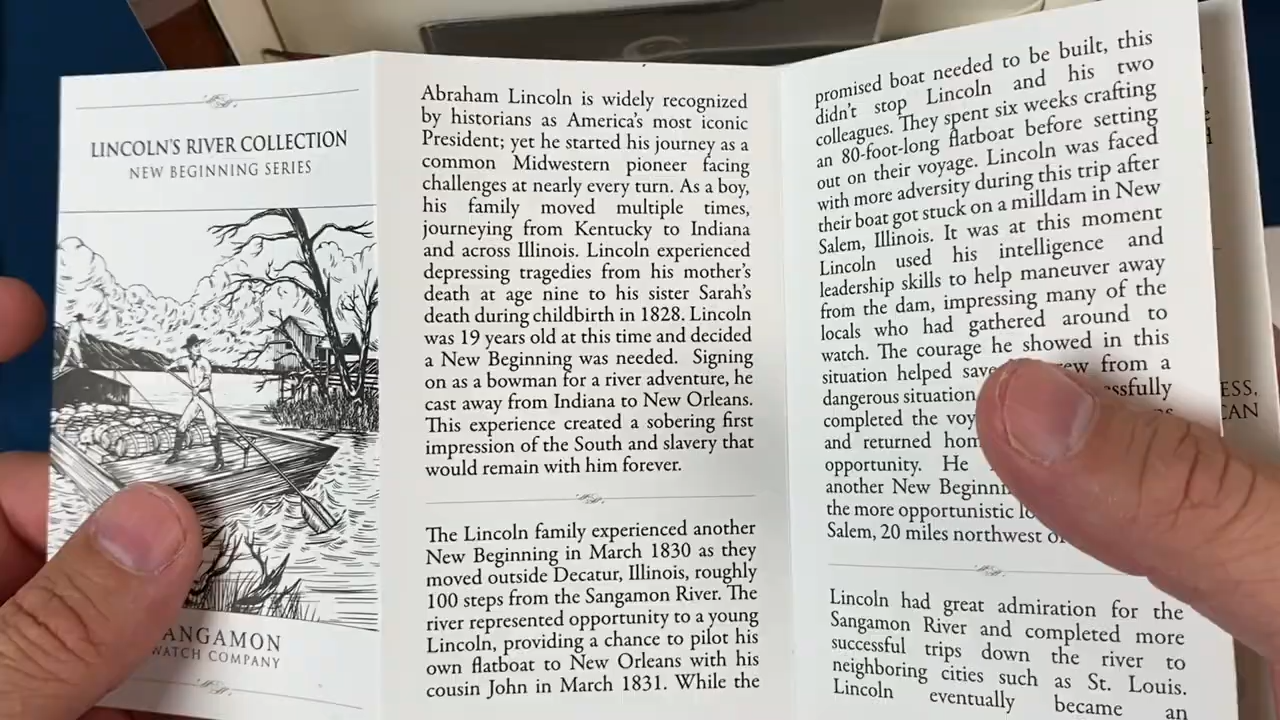 LINCOLN'S RIVER COLLECTION
NEW BEGINNING SERIES
ANGAMON
WATCH COMPANY
Abraham Lincoln is widely recognized
by historians as America's most iconic
President; yet he started his journey as a
common Midwestern pioneer facing
challenges at nearly every turn. As a boy,
his family moved multiple times,
journeying from Kentucky to Indiana
and across Illinois. Lincoln experienced
depressing tragedies from his mother's
death at age nine to his sister Sarah's
death during childbirth in 1828. Lincoln
was 19 years old at this time and decided
a New Beginning was needed. Signing
on as a bowman for a river adventure, he
cast away from Indiana to New Orleans.
This experience created a sobering first
impression of the South and slavery that
would remain with him forever.
The Lincoln family experienced another
New Beginning in March 1830 as they
moved outside Decatur, Illinois, roughly
100 steps from the Sangamon River. The
river represented opportunity to a young
Lincoln, providing a chance to pilot his
own flatboat to New Orleans with his
cousin John in March 1831. While the
promised boat needed to be built, this
didn't stop Lincoln and his two
colleagues. They spent six weeks crafting
an 80-foot-long flatboat before setting
out on their voyage. Lincoln was faced
with more adversity during this trip after
their boat got stuck on a milldam in New
Salem, Illinois. It was at this moment
Lincoln used his intelligence and
leadership skills to help maneuver away
from the dam, impressing many of the
locals who had gathered around to
watch. The courage he showed in this
situation helped save ew from a
dangerous situation ssfully
completed the voy
and returned hom
opportunity. He
another New Beginni
the more opportunistic lo
Salem, 20 miles northwest o
Lincoln had great admiration for the
Sangamon River and completed more
successful trips down the river to
neighboring cities such as St. Louis.
Lincoln eventually became an
ESS,
CAN